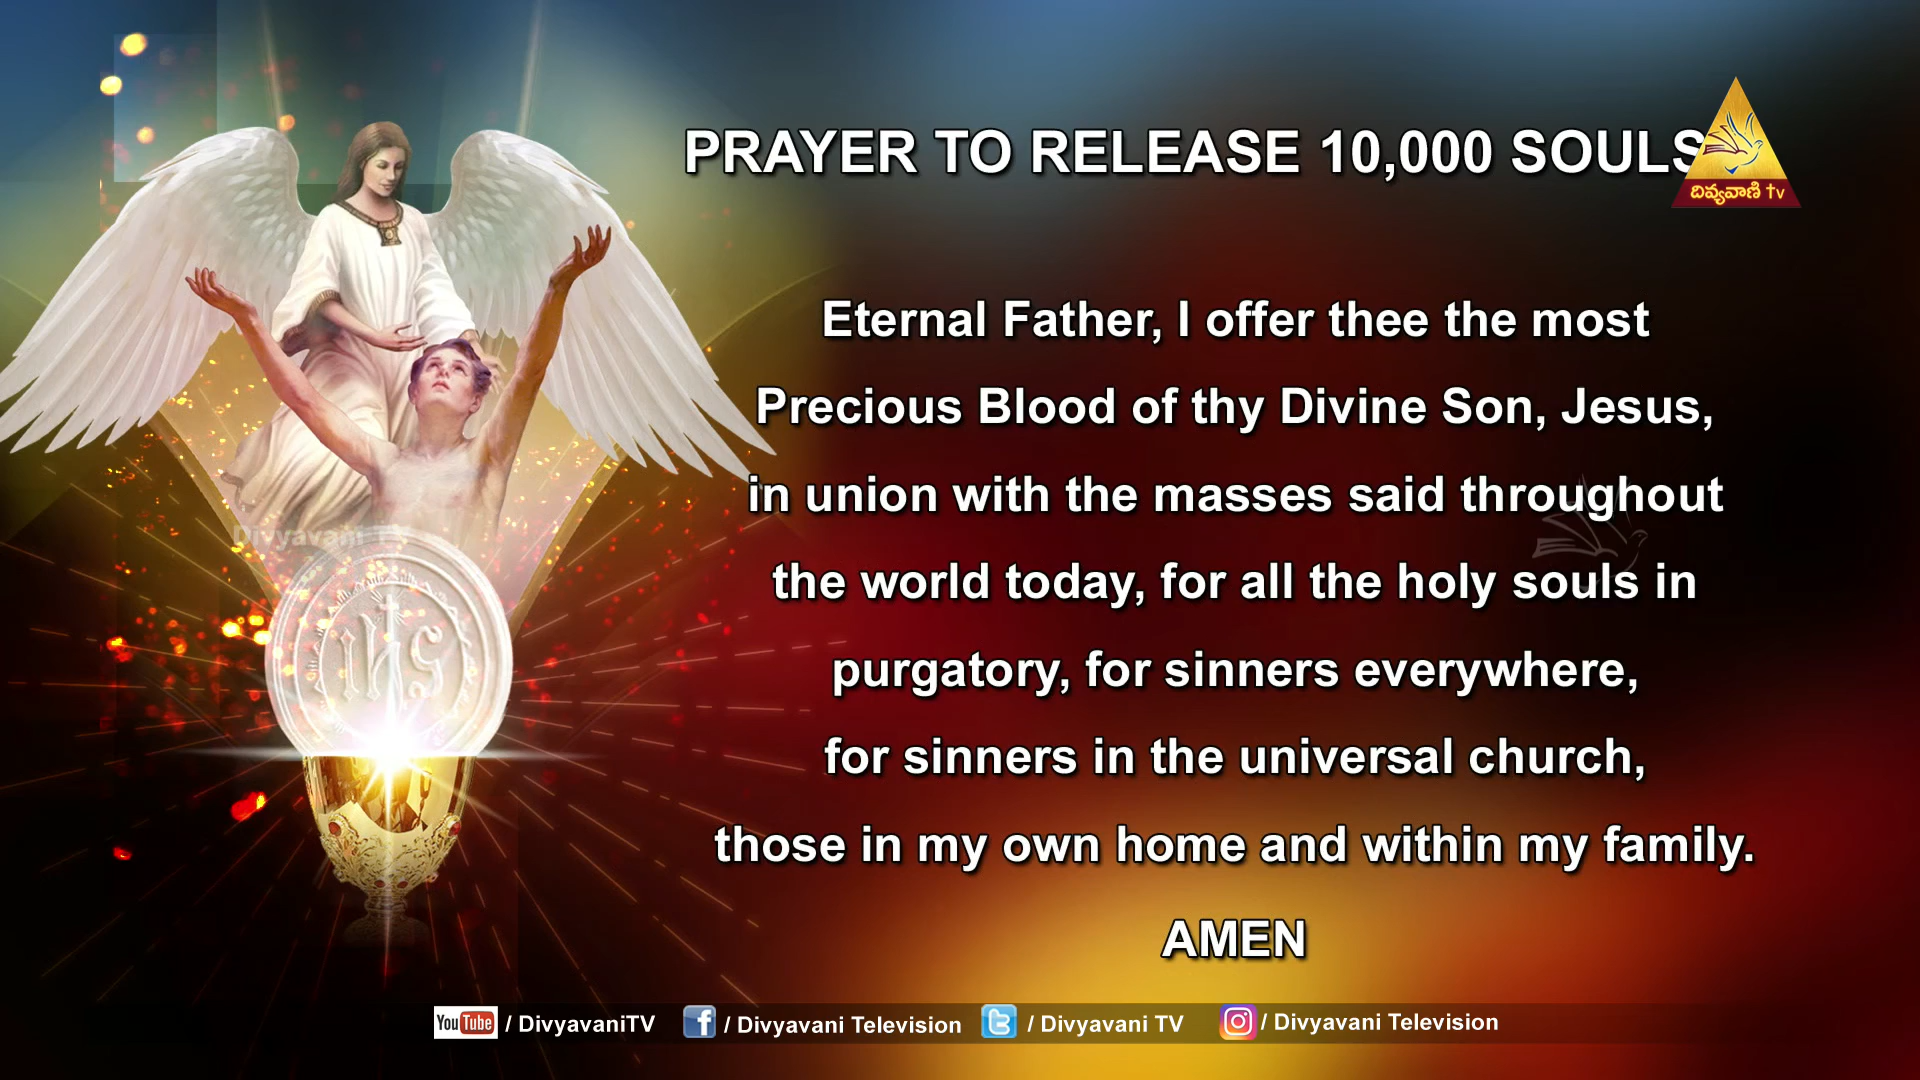 PRAYER TO RELEASE 10,000 SOULS
దివ్యవాణి tv
Eternal Father, I offer thee the most
Precious Blood of thy Divine Son, Jesus,
in union with the masses said throughout
the world today, for all the holy souls in
purgatory, for sinners everywhere,
for sinners in the universal church,
those in my own home and within my family.
AMEN
Divyavani TV
IHS
YouTube / DivyavaniTV f / Divyavani Television / Divyavani TV / Divyavani Television